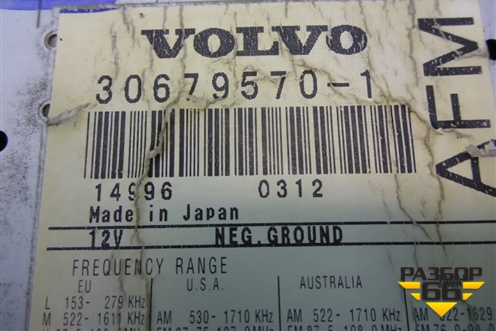 VOLVO
30679570-1
AFM
14996 0312
Made in Japan
12V NEG.GROUND
FREQUENCY RANGE
EU U.S.A. AUSTRALIA
L 153- 279 KHz
M 522- 1611 KHz AM 530- 1710 KHz AM 522- 1710 KHz
РАЗБОР
66